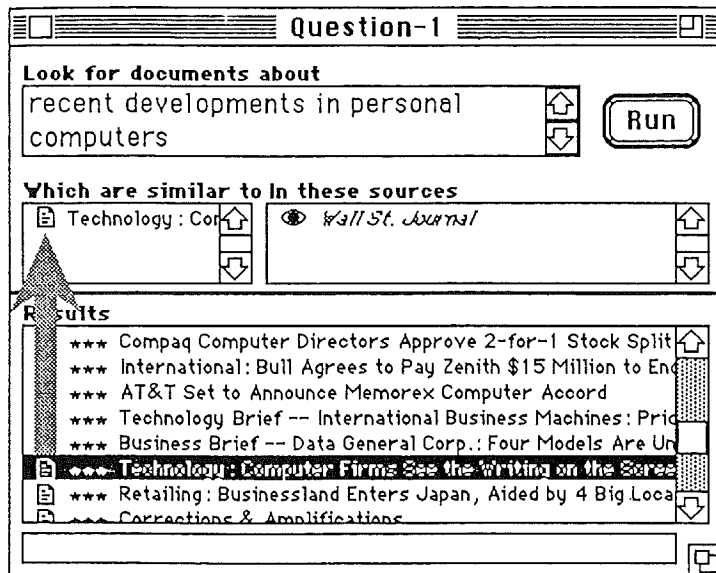 Question-1
Look for documents about
recent developments in personal
computers
Run
Which are similar to In these sources
Technology : Cor
Wall St. Journal
Results
*** Compaq Computer Directors Approve 2-for-1 Stock Split
*** International: Bull Agrees to Pay Zenith $15 Million to End
*** AT&T Set to Announce Memorex Computer Accord
*** Technology Brief -- International Business Machines: Pric
*** Business Brief -- Data General Corp.: Four Models Are Un
*** Technology: Computer Firms See the Writing on the Scree
*** Retailing: Businessland Enters Japan, Aided by 4 Big Loca
*** Corrections & Amplifications